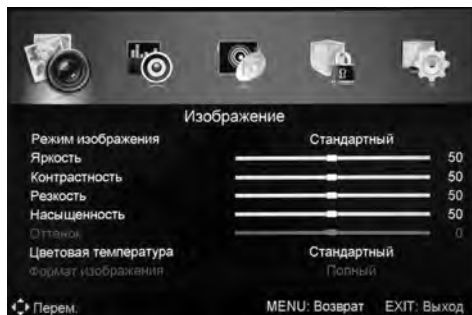 Изображение
Режим изображения Стандартный
Яркость 50
Контрастность 50
Резкость 50
Насыщенность 50
Оттенок 0
Цветовая температура Стандартный
Формат изображения Полный
Перем. MENU: Возврат EXIT: Выход